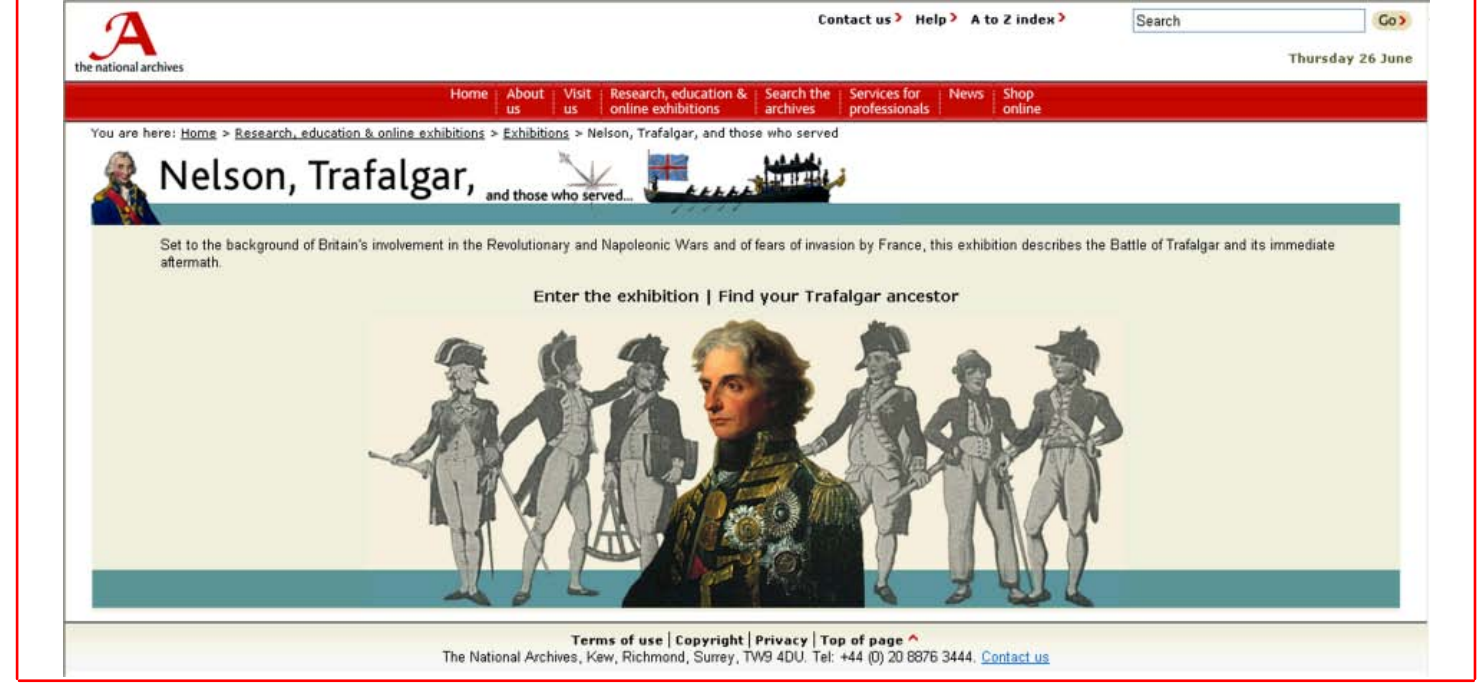 Contact us Help A to Z index
Search
Go
A
the national archives
Thursday 26 June
Home
About us
Visit us
Research, education & online exhibitions
Search the archives
Services for professionals
News
Shop online
You are here: Home > Research, education & online exhibitions > Exhibitions > Nelson, Trafalgar, and those who served
Nelson, Trafalgar, and those who served...
Set to the background of Britain's involvement in the Revolutionary and Napoleonic Wars and of fears of invasion by France, this exhibition describes the Battle of Trafalgar and its immediate
aftermath.
Enter the exhibition | Find your Trafalgar ancestor
Terms of use | Copyright | Privacy | Top of page ^
The National Archives, Kew, Richmond, Surrey, TW9 4DU. Tel: +44 (0) 20 8876 3444. Contact us